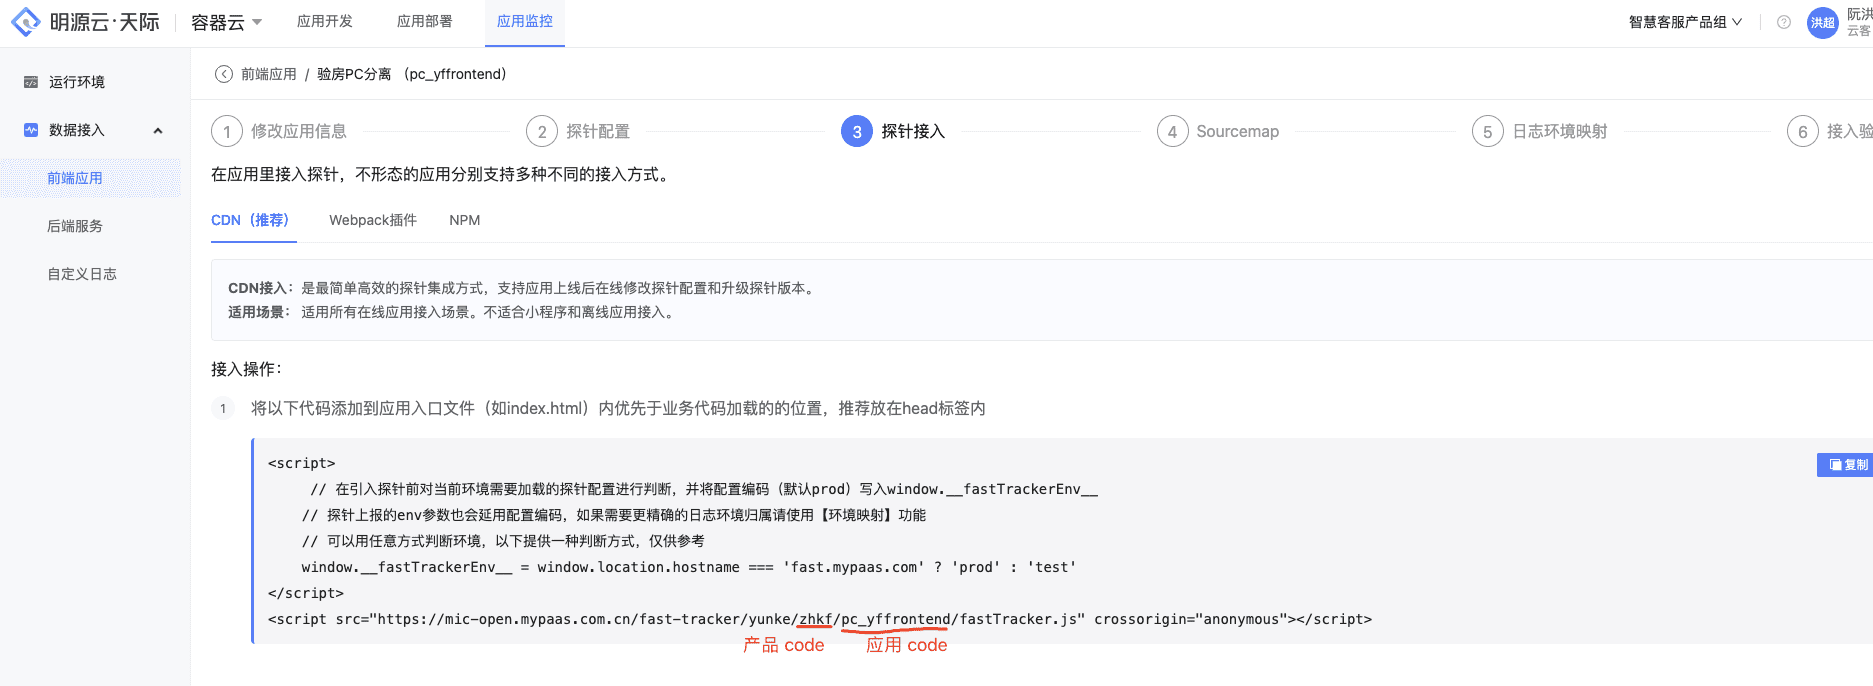 明源云·天际
容器云
应用开发
应用部署
应用监控
智慧客服产品组
洪超
阮洪
云客
运行环境
数据接入
前端应用
后端服务
自定义日志
前端应用 / 验房PC分离 (pc_yffrontend)
1 修改应用信息
2 探针配置
3 探针接入
4 Sourcemap
5 日志环境映射
6 接入验
在应用里接入探针，不形态的应用分别支持多种不同的接入方式。
CDN（推荐）
Webpack插件
NPM
CDN接入：是最简单高效的探针集成方式，支持应用上线后在线修改探针配置和升级探针版本。
适用场景： 适用所有在线应用接入场景。不适合小程序和离线应用接入。
接入操作：
1 将以下代码添加到应用入口文件（如index.html）内优先于业务代码加载的的位置，推荐放在head标签内
复制
<script>
// 在引入探针前对当前环境需要加载的探针配置进行判断，并将配置编码（默认prod）写入window.__fastTrackerEnv__
// 探针上报的env参数也会延用配置编码，如果需要更精确的日志环境归属请使用【环境映射】功能
// 可以用任意方式判断环境，以下提供一种判断方式，仅供参考
window.__fastTrackerEnv__ = window.location.hostname === 'fast.mypaas.com' ? 'prod' : 'test'
</script>
<script src="https://mic-open.mypaas.com.cn/fast-tracker/yunke/zhkf/pc_yffrontend/fastTracker.js" crossorigin="anonymous"></script>
产品 code
应用 code